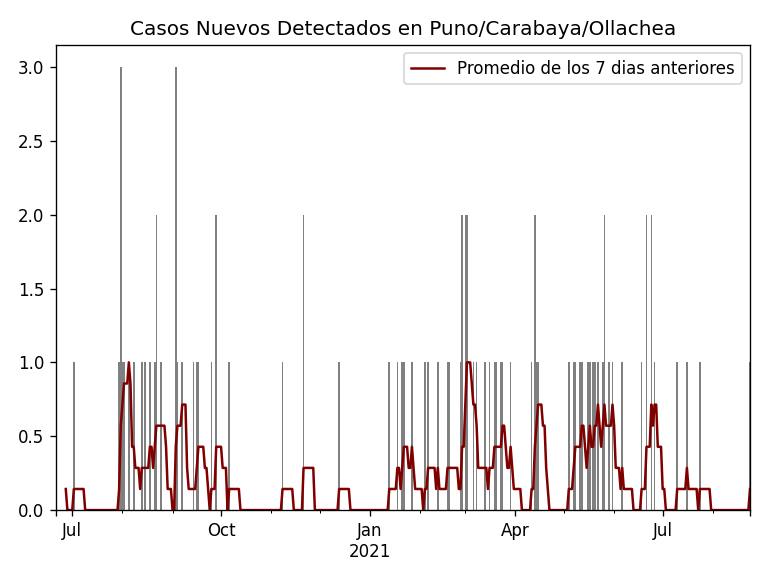 Casos Nuevos Detectados en Puno/Carabaya/Ollachea
Promedio de los 7 dias anteriores
3.0
2.5
2.0
1.5
1.0
0.5
0.0
Jul
Oct
Jan
Apr
Jul
2021